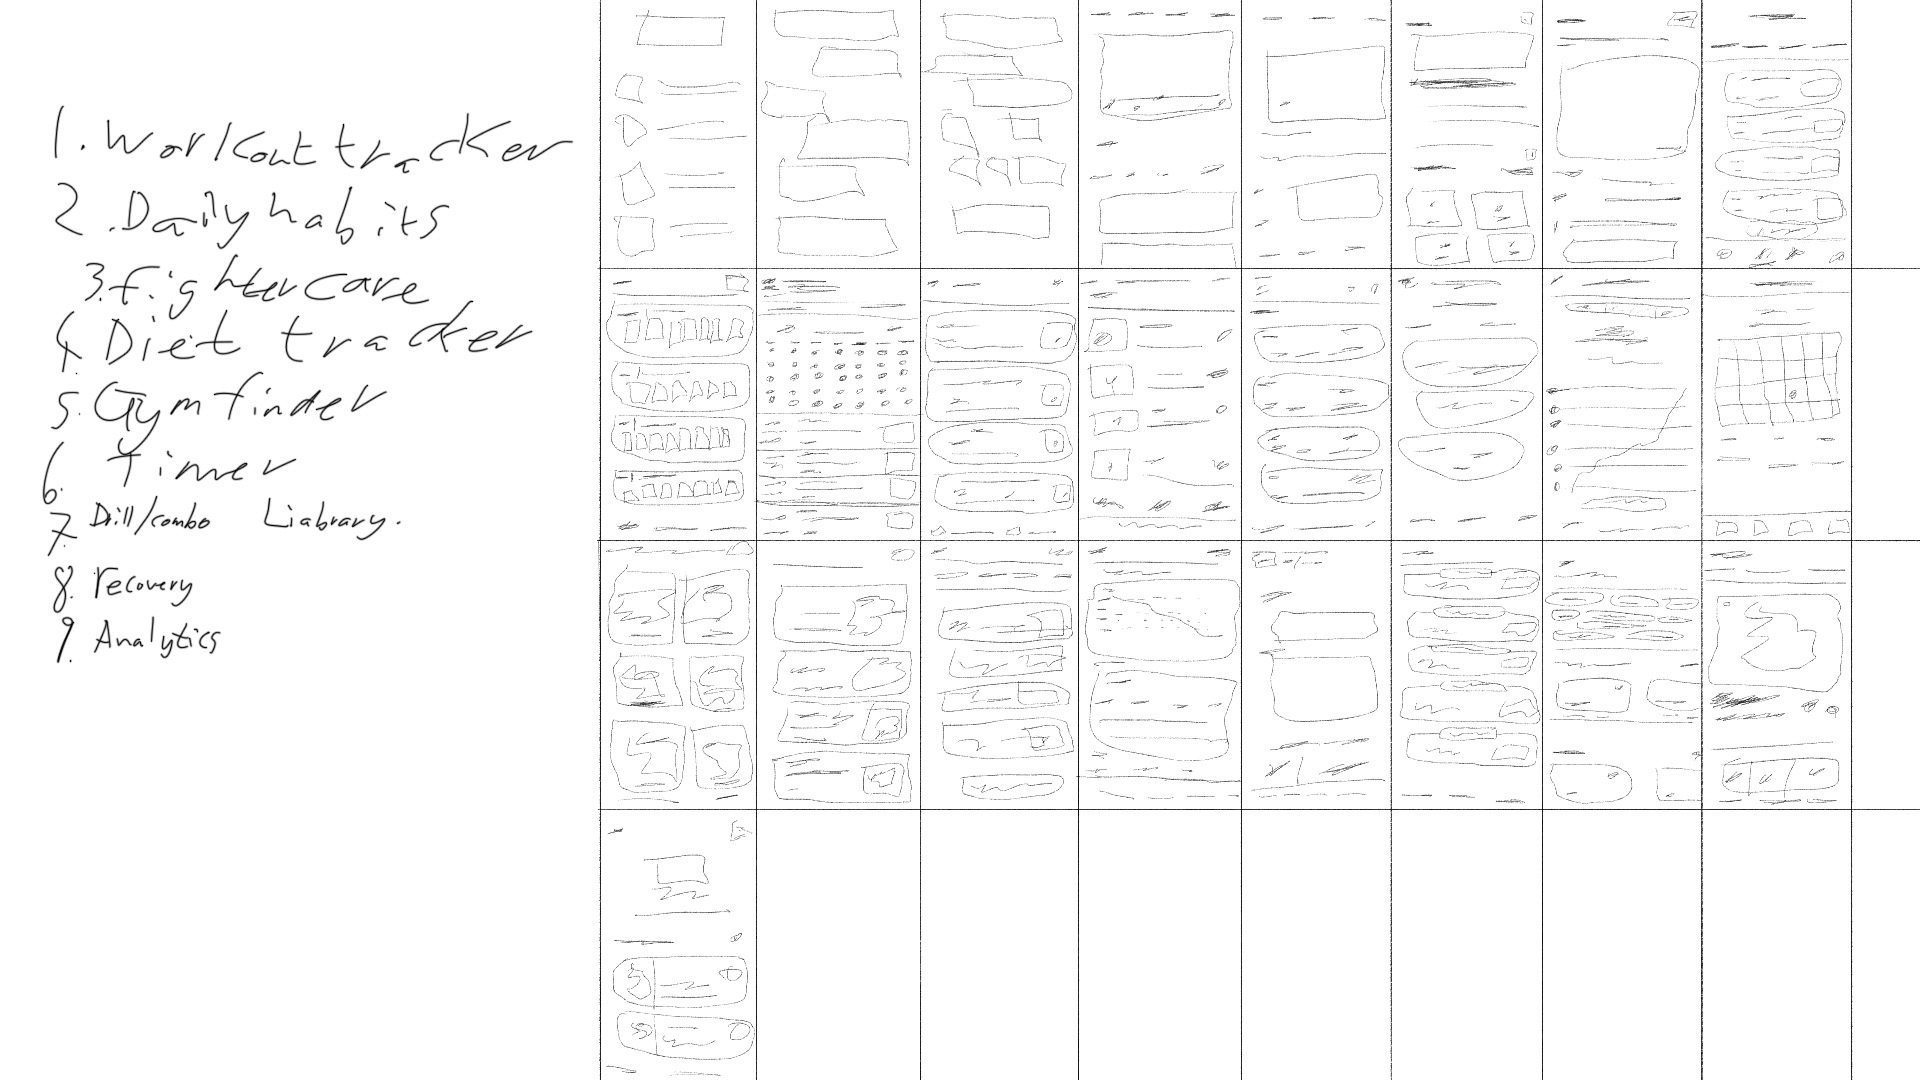 1. Workout tracker
2. Daily habits
3. fighter care
4. Diet tracker
5. Gym finder
6. Timer
7. Drill/combo Liabrary.
8. recovery
9. Analytics